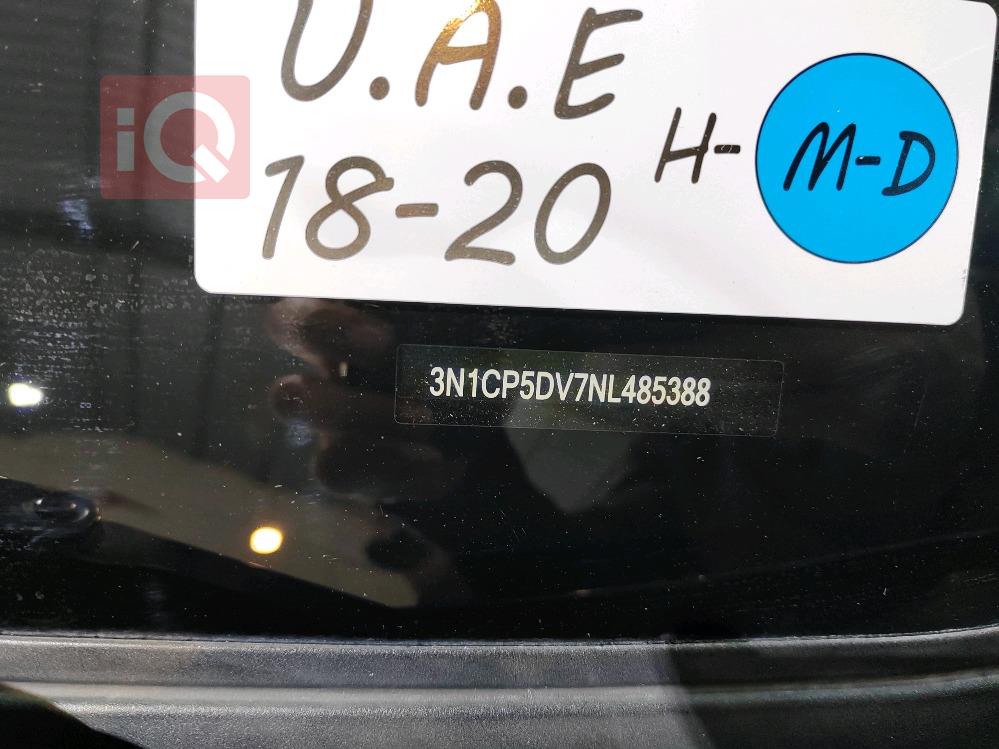 U.A.E
iQ
18-20 H- M-D
3N1CP5DV7NL485388